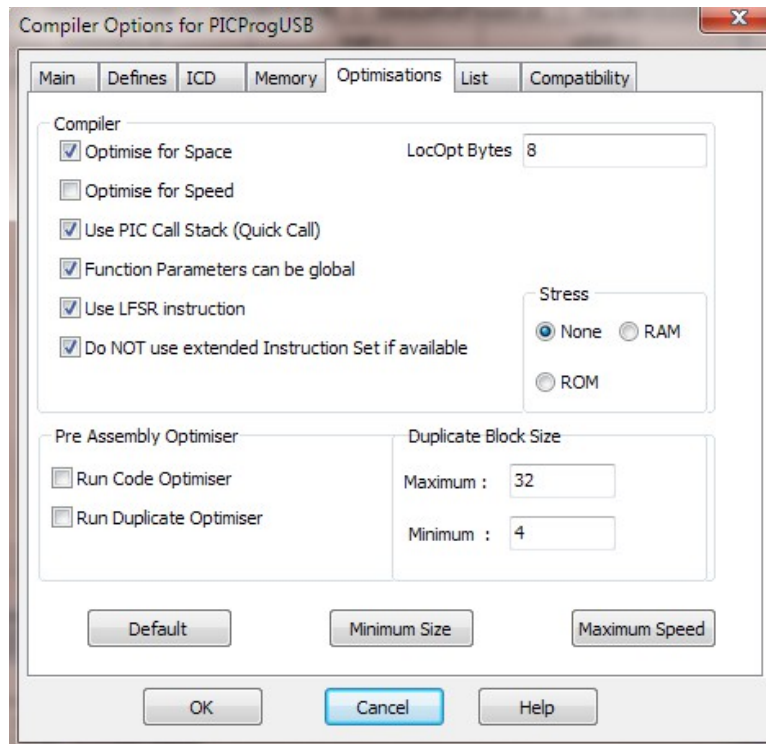 Compiler Options for PICProgUSB
Main Defines ICD Memory Optimisations List Compatibility
Compiler
Optimise for Space
LocOpt Bytes 8
Optimise for Speed
Use PIC Call Stack (Quick Call)
Function Parameters can be global
Use LFSR instruction
Do NOT use extended Instruction Set if available
Stress
None RAM
ROM
Pre Assembly Optimiser
Run Code Optimiser
Run Duplicate Optimiser
Duplicate Block Size
Maximum : 32
Minimum : 4
Default Minimum Size Maximum Speed
OK Cancel Help